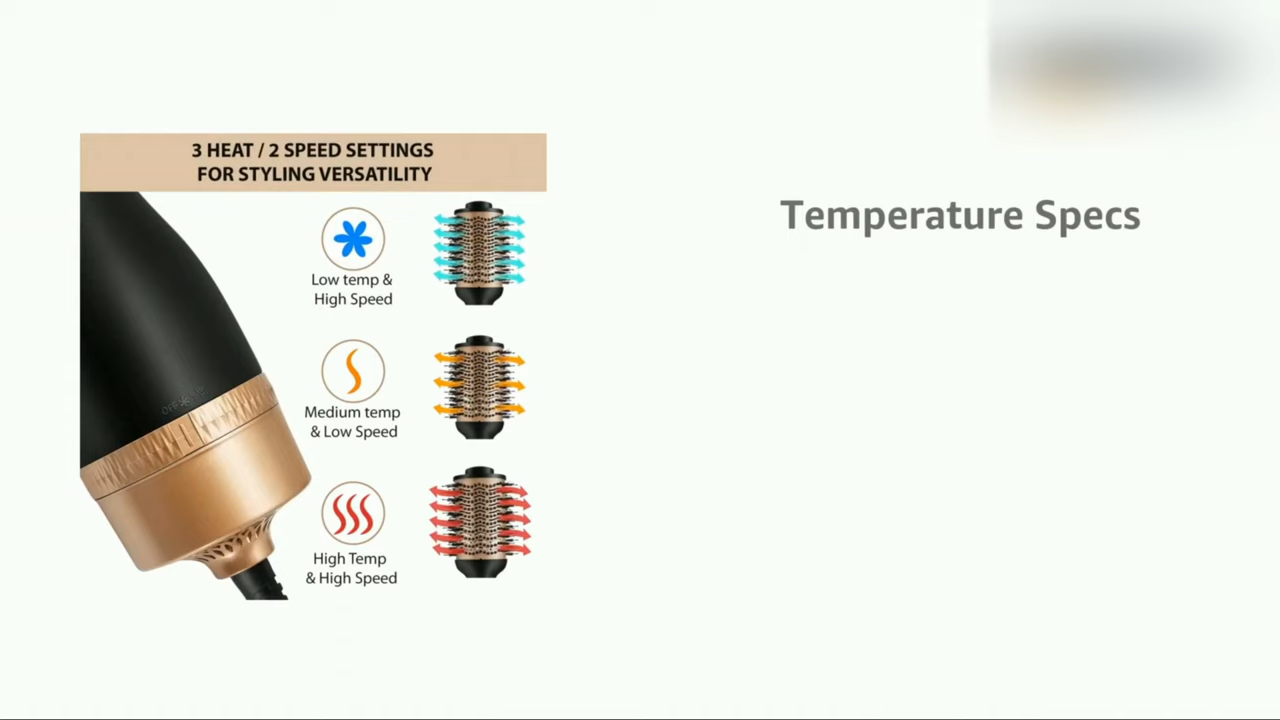 3 HEAT / 2 SPEED SETTINGS
FOR STYLING VERSATILITY
Temperature Specs
Low temp &
High Speed
Medium temp
& Low Speed
High Temp
& High Speed